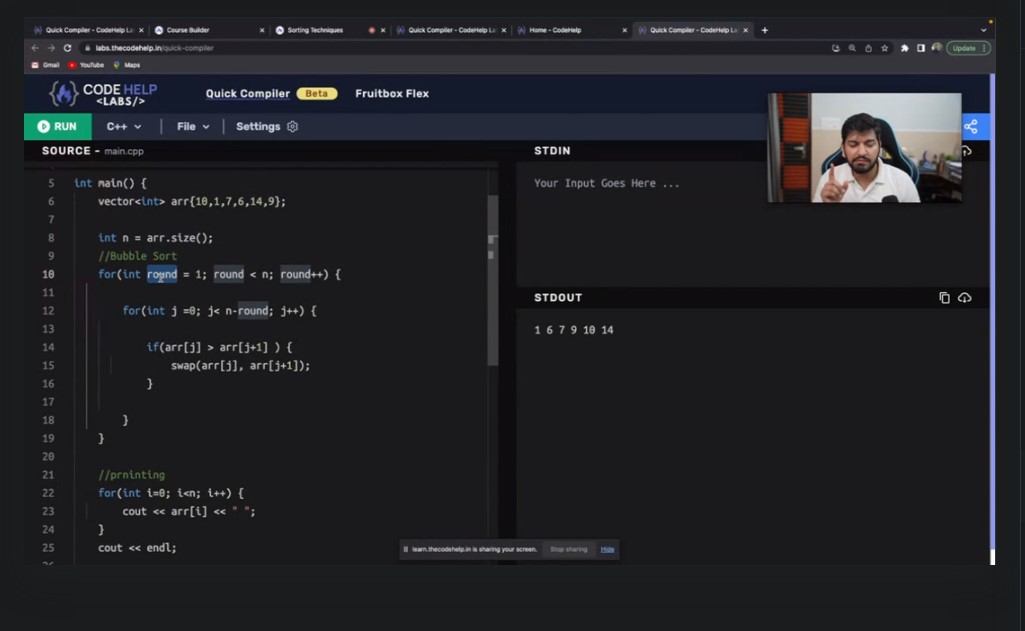 Quick Compiler - CodeHelp La
Course Builder
Sorting Techniques
Quick Compiler - CodeHelp La
Home - CodeHelp
Quick Compiler - CodeHelp La
labs.thecodehelp.in/quick-compiler
Update
Gmail
YouTube
Maps
CODE HELP
<LABS/>
Quick Compiler
Beta
Fruitbox Flex
RUN
C++
File
Settings
SOURCE - main.cpp
5 int main() {
6 vector<int> arr{10,1,7,6,14,9};
7
8 int n = arr.size();
9 //Bubble Sort
10 for(int round = 1; round < n; round++) {
11
12 for(int j =0; j< n-round; j++) {
13
14 if(arr[j] > arr[j+1] ) {
15 swap(arr[j], arr[j+1]);
16 }
17
18 }
19 }
20
21 //prninting
22 for(int i=0; i<n; i++) {
23 cout << arr[i] << " ";
24 }
25 cout << endl;
STDIN
Your Input Goes Here ...
STDOUT
1 6 7 9 10 14
learn.thecodehelp.in is sharing your screen.
Stop sharing
Hide